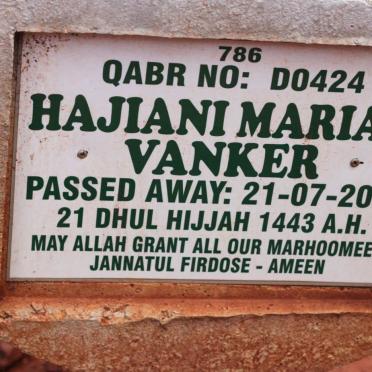 786
QABR NO: D0424
HAJIANI MARIA
VANKER
PASSED AWAY: 21-07-20
21 DHUL HIJJAH 1443 A.H.
MAY ALLAH GRANT ALL OUR MARHOOMEE
JANNATUL FIRDOSE - AMEEN